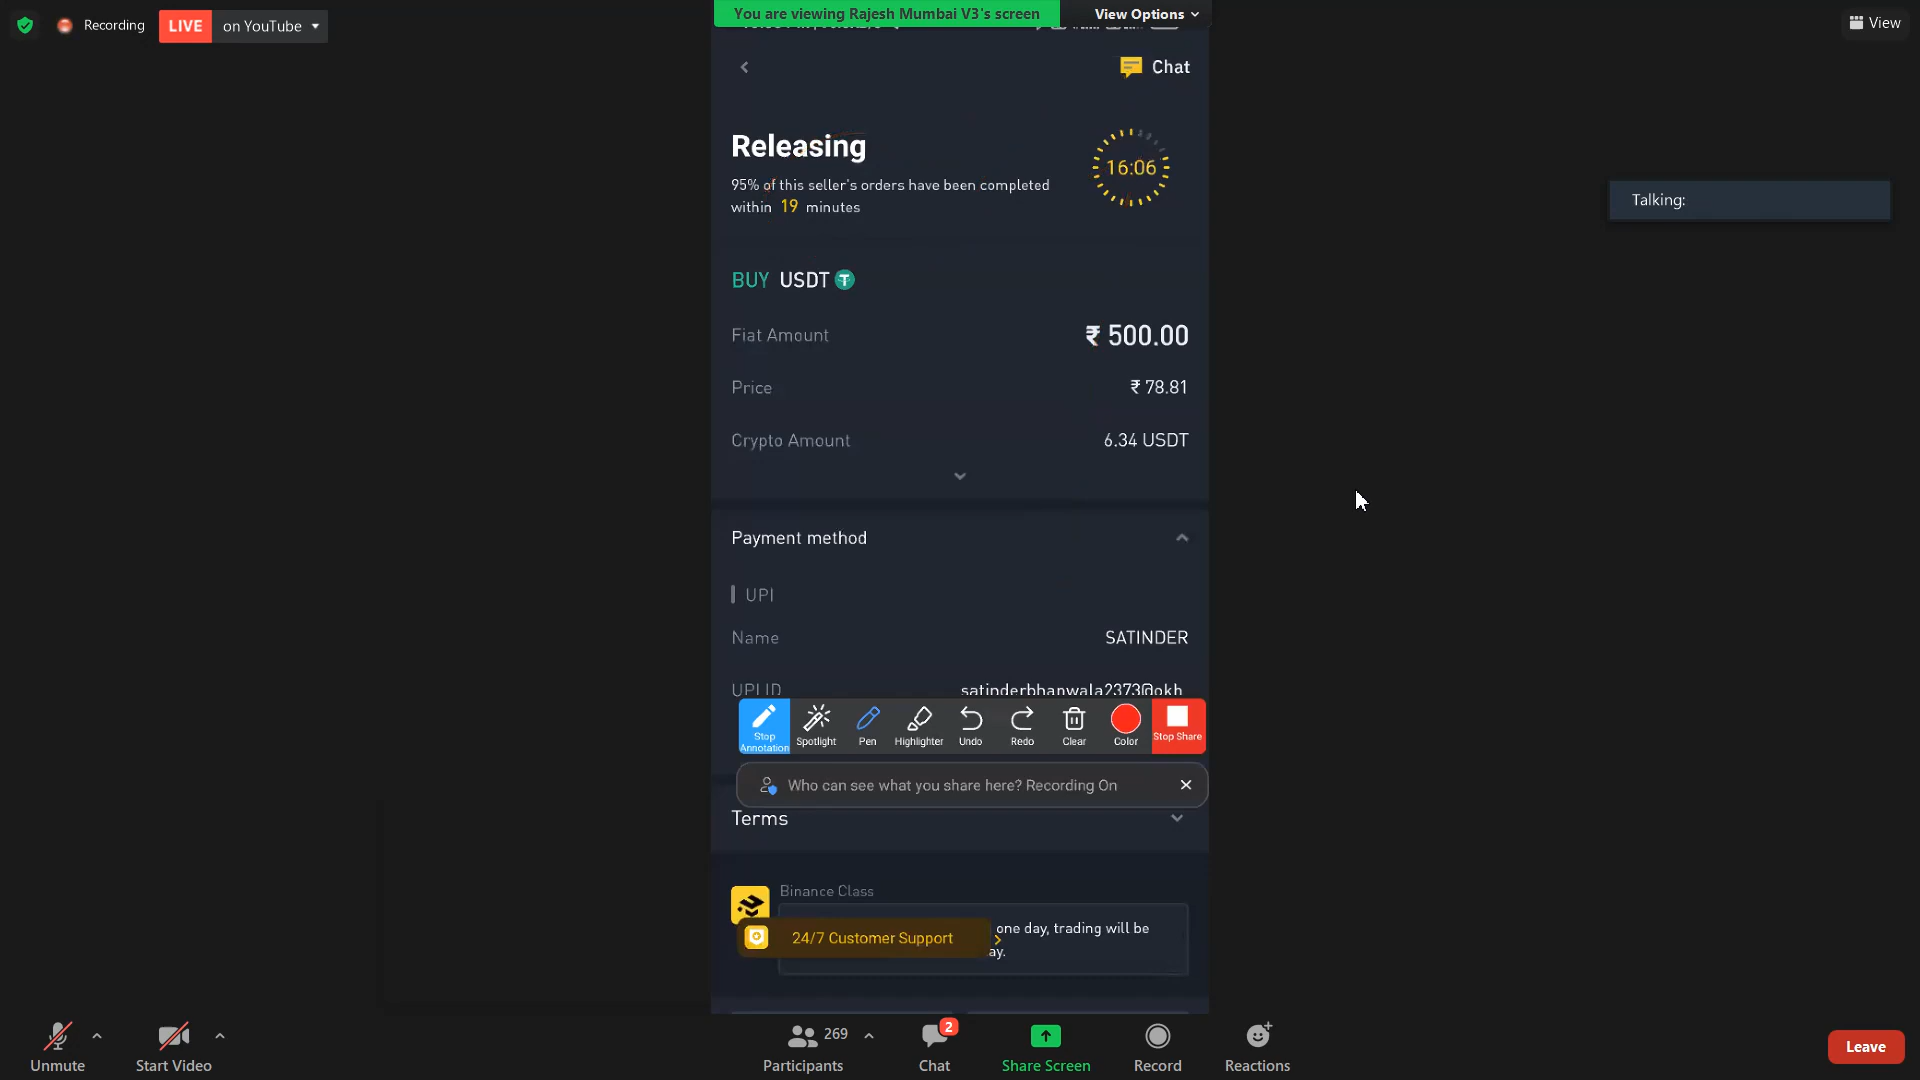 Recording
LIVE on YouTube
You are viewing Rajesh Mumbai V3's screen
View Options
View
Chat
Talking:
Releasing
16:06
95% of this seller's orders have been completed
within 19 minutes
BUY USDT
Fiat Amount ₹ 500.00
Price ₹ 78.81
Crypto Amount 6.34 USDT
Payment method
UPI
Name SATINDER
UPI ID satinderbhanwala2373@okh
Stop Annotation
Spotlight
Pen
Highlighter
Undo
Redo
Clear
Color
Stop Share
Who can see what you share here? Recording On
Terms
Binance Class
one day, trading will be
ay.
24/7 Customer Support
Unmute
Start Video
269
Participants
2
Chat
Share Screen
Record
Reactions
Leave